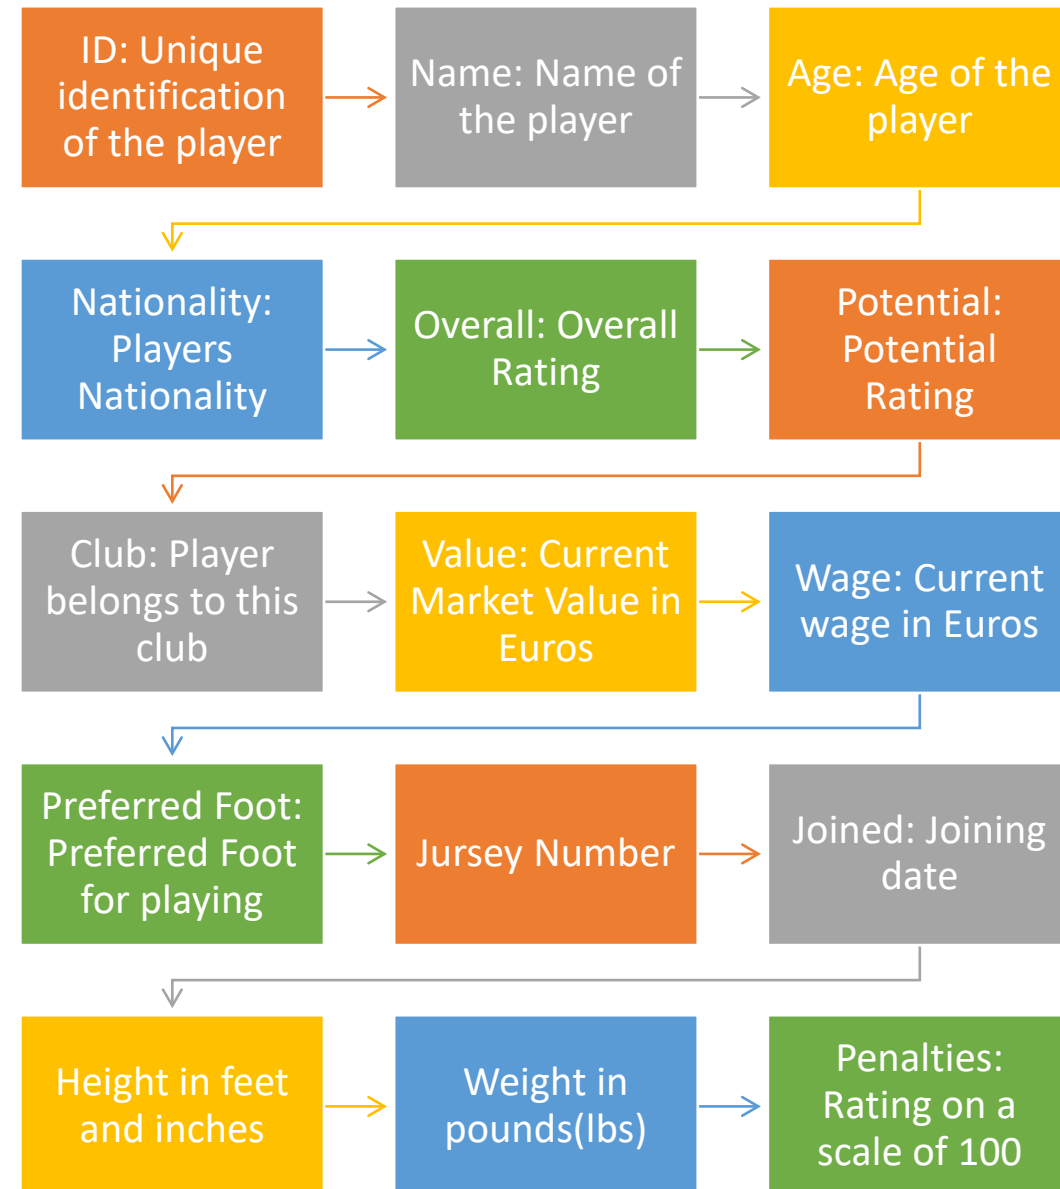 ID: Unique
identification
of the player
Name: Name of
the player
Age: Age of the
player
Nationality:
Players
Nationality
Overall: Overall
Rating
Potential:
Potential
Rating
Club: Player
belongs to this
club
Value: Current
Market Value in
Euros
Wage: Current
wage in Euros
Preferred Foot:
Preferred Foot
for playing
Jursey Number
Joined: Joining
date
Height in feet
and inches
Weight in
pounds(lbs)
Penalties:
Rating on a
scale of 100